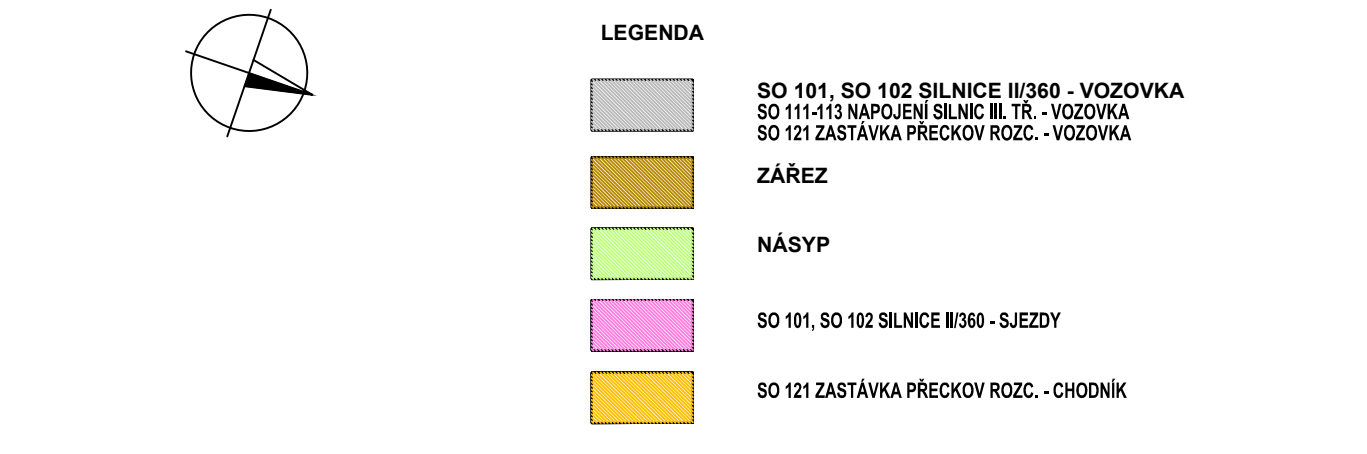 LEGENDA
SO 101, SO 102 SILNICE II/360 - VOZOVKA
SO 111-113 NAPOJENÍ SILNIC III. TŘ. - VOZOVKA
SO 121 ZASTÁVKA PŘECKOV ROZC. - VOZOVKA
ZÁŘEZ
NÁSYP
SO 101, SO 102 SILNICE II/360 - SJEZDY
SO 121 ZASTÁVKA PŘECKOV ROZC. - CHODNÍK